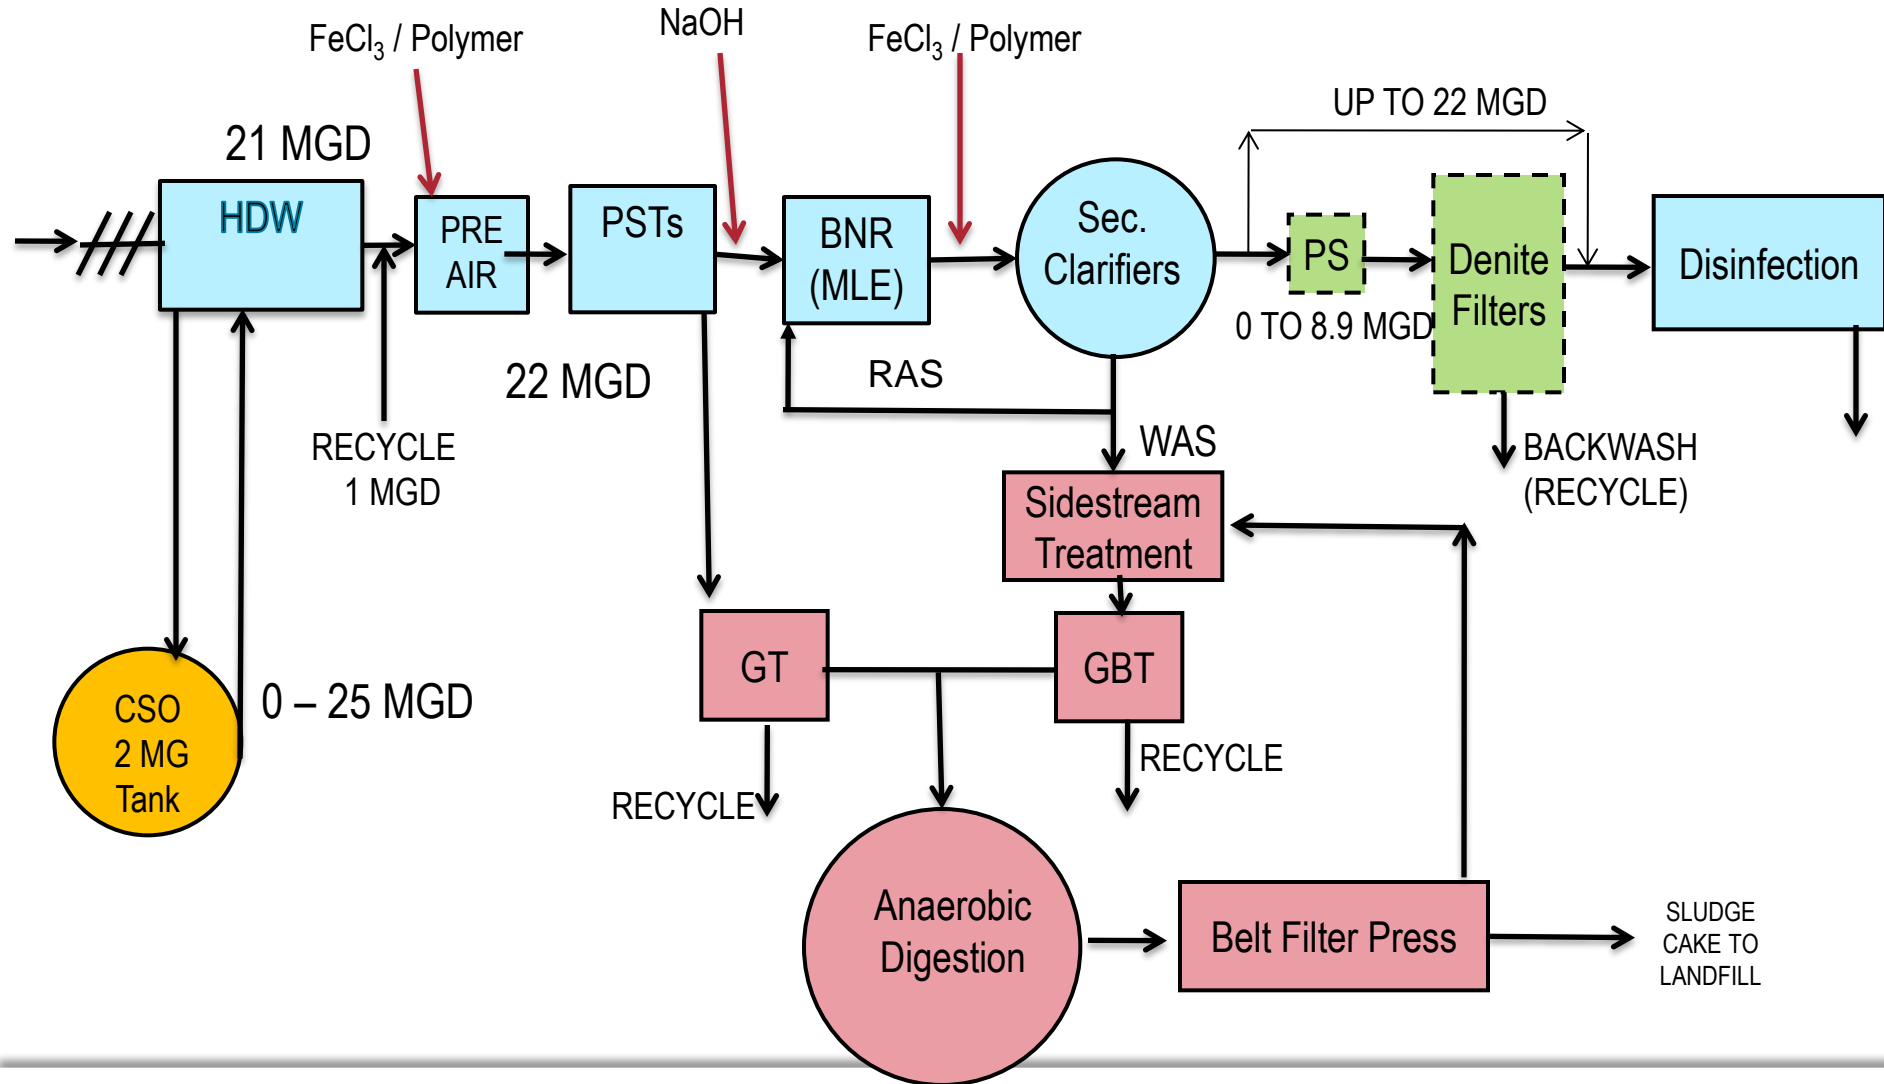 FeCl3 / Polymer
NaOH
FeCl3 / Polymer
UP TO 22 MGD
21 MGD
HDW
PRE
AIR
PSTs
BNR
(MLE)
Sec.
Clarifiers
PS
Denite
Filters
Disinfection
0 TO 8.9 MGD
22 MGD
RAS
RECYCLE
1 MGD
WAS
BACKWASH
(RECYCLE)
Sidestream
Treatment
GT
GBT
CSO
2 MG
Tank
0 – 25 MGD
RECYCLE
RECYCLE
Anaerobic
Digestion
Belt Filter Press
SLUDGE
CAKE TO
LANDFILL